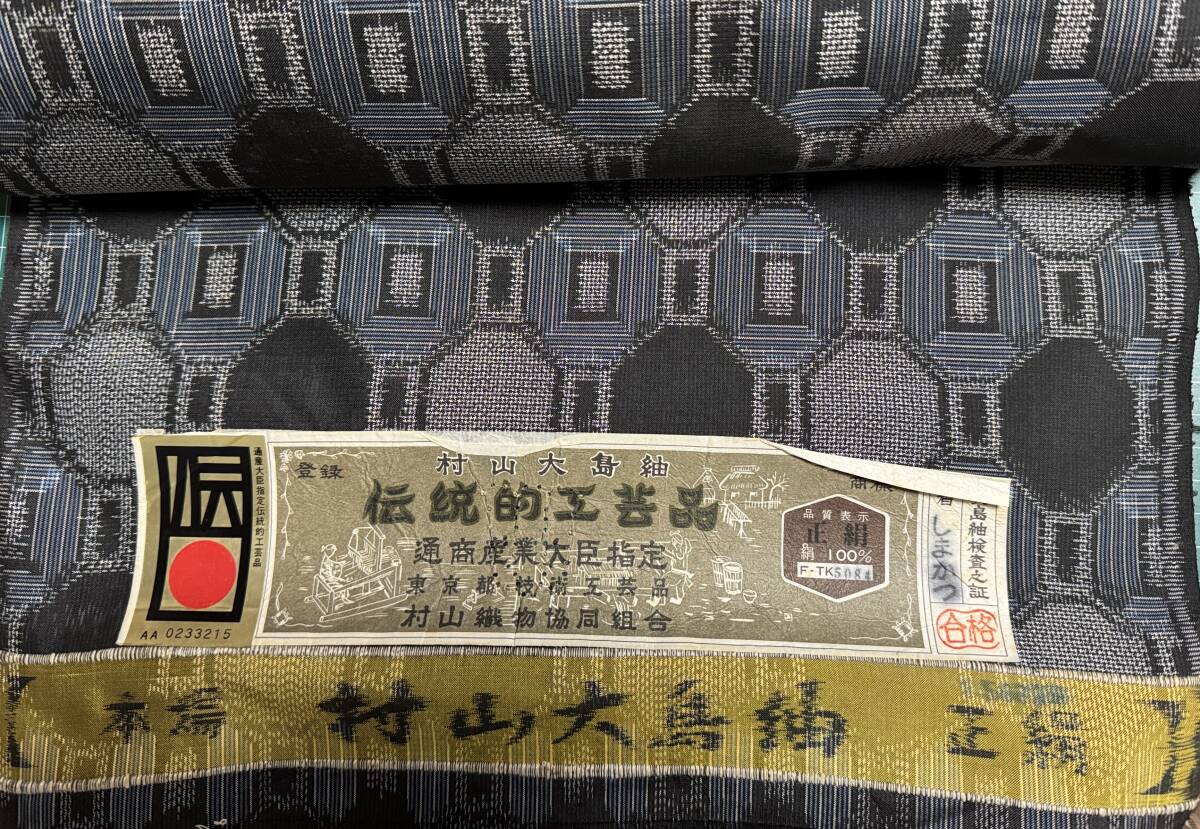 伝
通産大臣指定伝統的工芸品
AA 0233215
登録
村山大島紬
伝統的工芸品
通商産業大臣指定
東京都技術工芸品
村山織物協同組合
品質表示
正絹
絹 100%
F-TK5084
島紬検査之証
しまかつ
合格
本場 村山大島紬 正絹